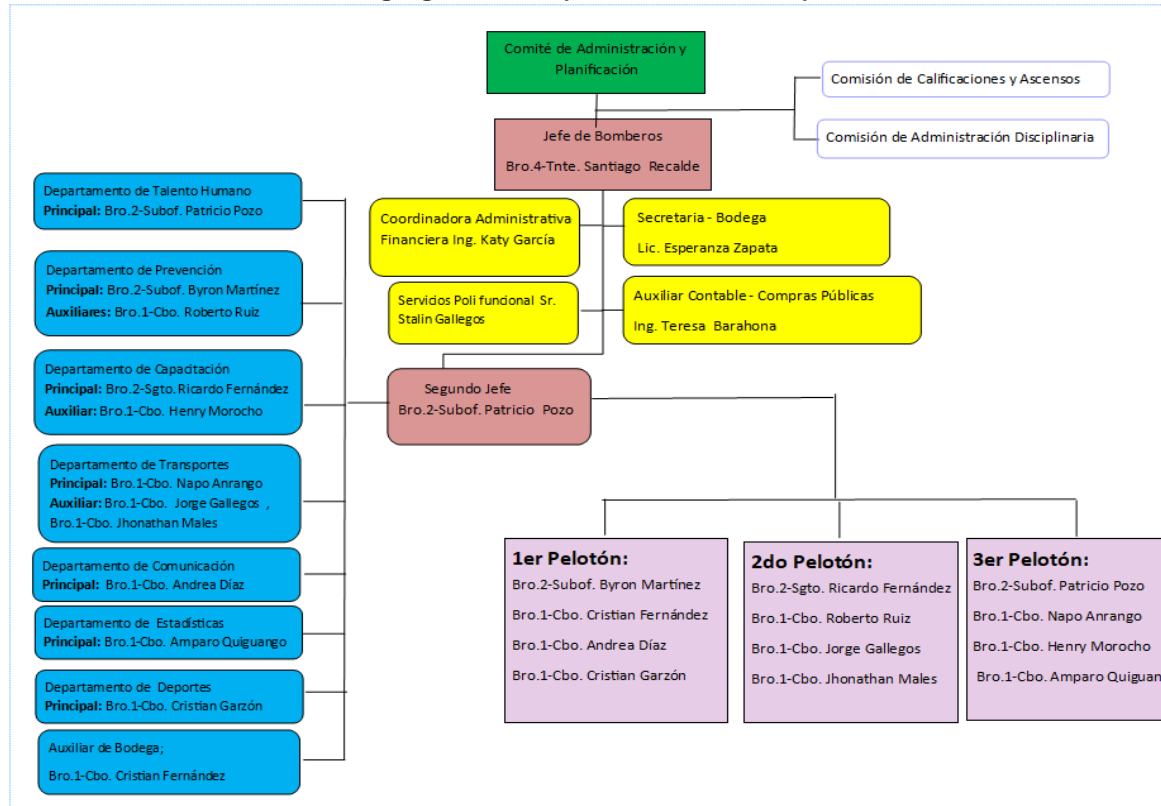 Comité de Administración y
Planificación
Comisión de Calificaciones y Ascensos
Comisión de Administración Disciplinaria
Jefe de Bomberos
Bro.4-Tnte. Santiago Recalde
Coordinadora Administrativa
Financiera Ing. Katy García
Secretaria - Bodega
Lic. Esperanza Zapata
Servicios Poli funcional Sr.
Stalin Gallegos
Auxiliar Contable - Compras Públicas
Ing. Teresa Barahona
Segundo Jefe
Bro.2-Subof. Patricio Pozo
Departamento de Talento Humano
Principal: Bro.2-Subof. Patricio Pozo
Departamento de Prevención
Principal: Bro.2-Subof. Byron Martínez
Auxiliares: Bro.1-Cbo. Roberto Ruiz
Departamento de Capacitación
Principal: Bro.2-Sgto. Ricardo Fernández
Auxiliar: Bro.1-Cbo. Henry Morocho
Departamento de Transportes
Principal: Bro.1-Cbo. Napo Anrango
Auxiliar: Bro.1-Cbo. Jorge Gallegos ,
Bro.1-Cbo. Jhonathan Males
Departamento de Comunicación
Principal: Bro.1-Cbo. Andrea Díaz
Departamento de Estadísticas
Principal: Bro.1-Cbo. Amparo Quiguango
Departamento de Deportes
Principal: Bro.1-Cbo. Cristian Garzón
Auxiliar de Bodega;
Bro.1-Cbo. Cristian Fernández
1er Pelotón:
Bro.2-Subof. Byron Martínez
Bro.1-Cbo. Cristian Fernández
Bro.1-Cbo. Andrea Díaz
Bro.1-Cbo. Cristian Garzón
2do Pelotón:
Bro.2-Sgto. Ricardo Fernández
Bro.1-Cbo. Roberto Ruiz
Bro.1-Cbo. Jorge Gallegos
Bro.1-Cbo. Jhonathan Males
3er Pelotón:
Bro.2-Subof. Patricio Pozo
Bro.1-Cbo. Napo Anrango
Bro.1-Cbo. Henry Morocho
Bro.1-Cbo. Amparo Quiguan